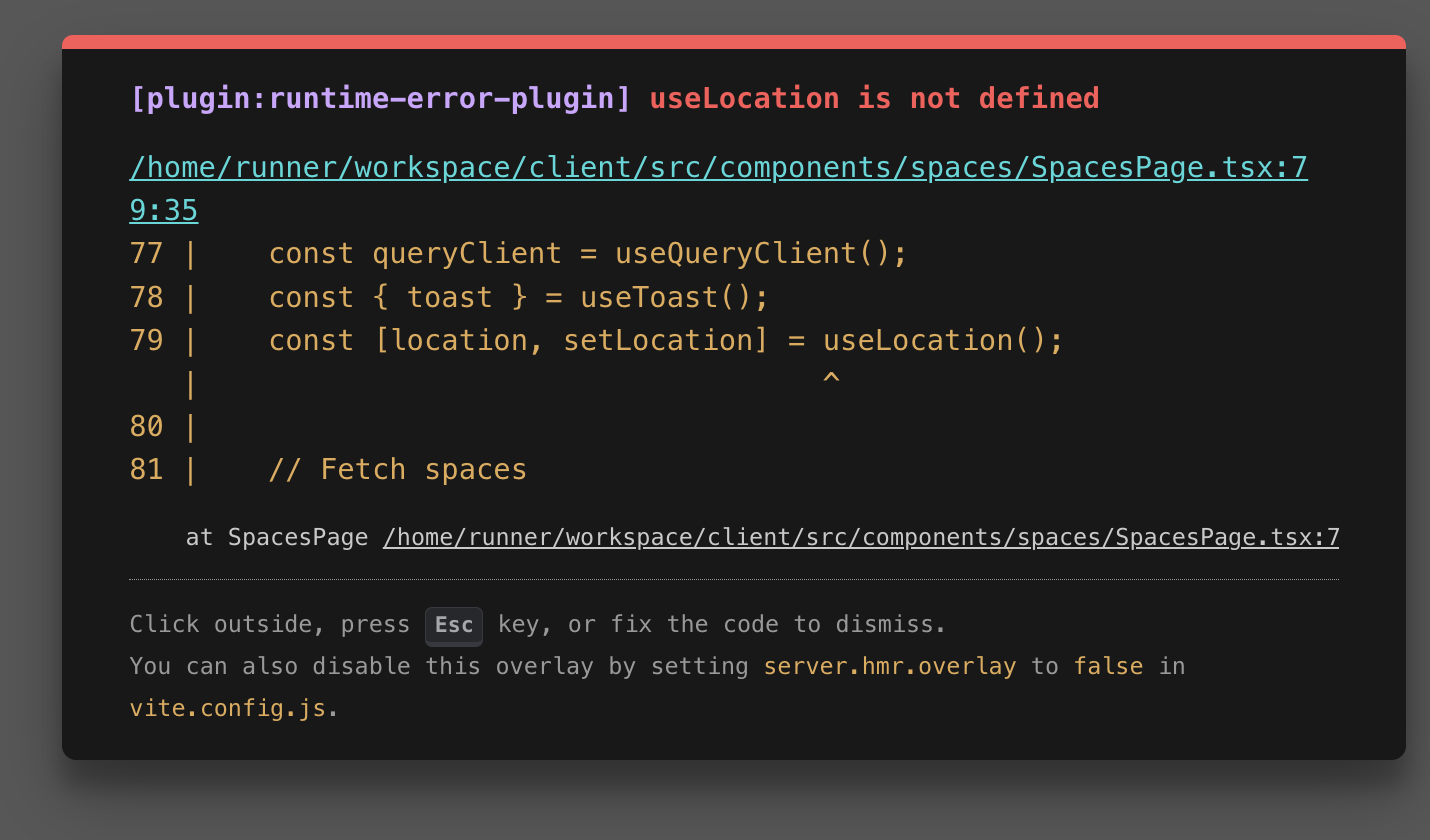 [plugin:runtime-error-plugin] useLocation is not defined
/home/runner/workspace/client/src/components/spaces/SpacesPage.tsx:7
9:35
77 |    const queryClient = useQueryClient();
78 |    const { toast } = useToast();
79 |    const [location, setLocation] = useLocation();
   |                                    ^
80 |
81 |    // Fetch spaces
    at SpacesPage /home/runner/workspace/client/src/components/spaces/SpacesPage.tsx:7
Click outside, press Esc key, or fix the code to dismiss.
You can also disable this overlay by setting server.hmr.overlay to false in
vite.config.js.